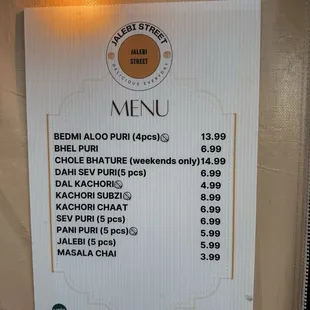 JALEBI STREET
JALEBI
STREET
DELICIOUS EVERYDAY
MENU
BEDMI ALOO PURI (4pcs) 13.99
BHEL PURI 6.99
CHOLE BHATURE (weekends only) 14.99
DAHI SEV PURI(5 pcs) 6.99
DAL KACHORI 4.99
KACHORI SUBZI 8.99
KACHORI CHAAT 6.99
SEV PURI (5 pcs) 6.99
PANI PURI (5 pcs) 5.99
JALEBI (5 pcs) 5.99
MASALA CHAI 3.99